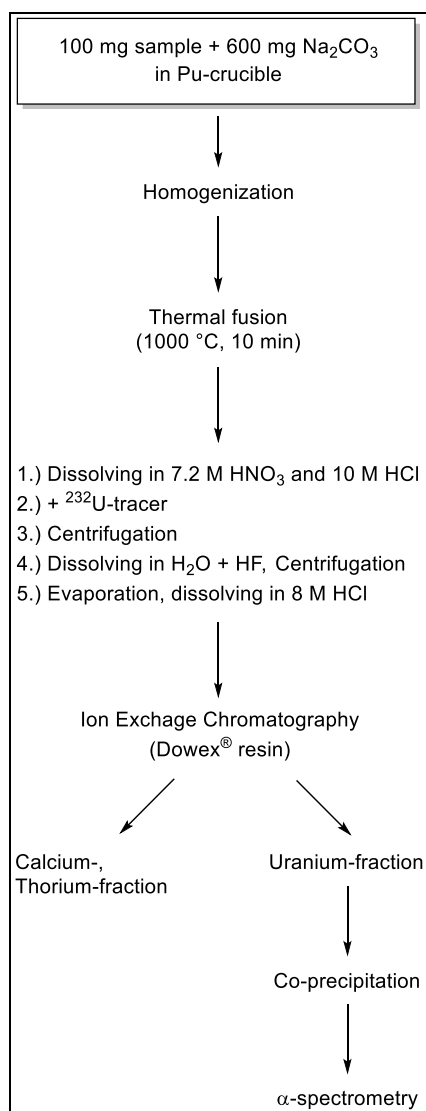 100 mg sample + 600 mg Na₂CO₃
in Pu-crucible
Homogenization
Thermal fusion
(1000 °C, 10 min)
1.) Dissolving in 7.2 M HNO₃ and 10 M HCl
2.) + ²³²U-tracer
3.) Centrifugation
4.) Dissolving in H₂O + HF, Centrifugation
5.) Evaporation, dissolving in 8 M HCl
Ion Exchage Chromatography
(Dowex® resin)
Calcium-,
Thorium-fraction
Uranium-fraction
Co-precipitation
α-spectrometry